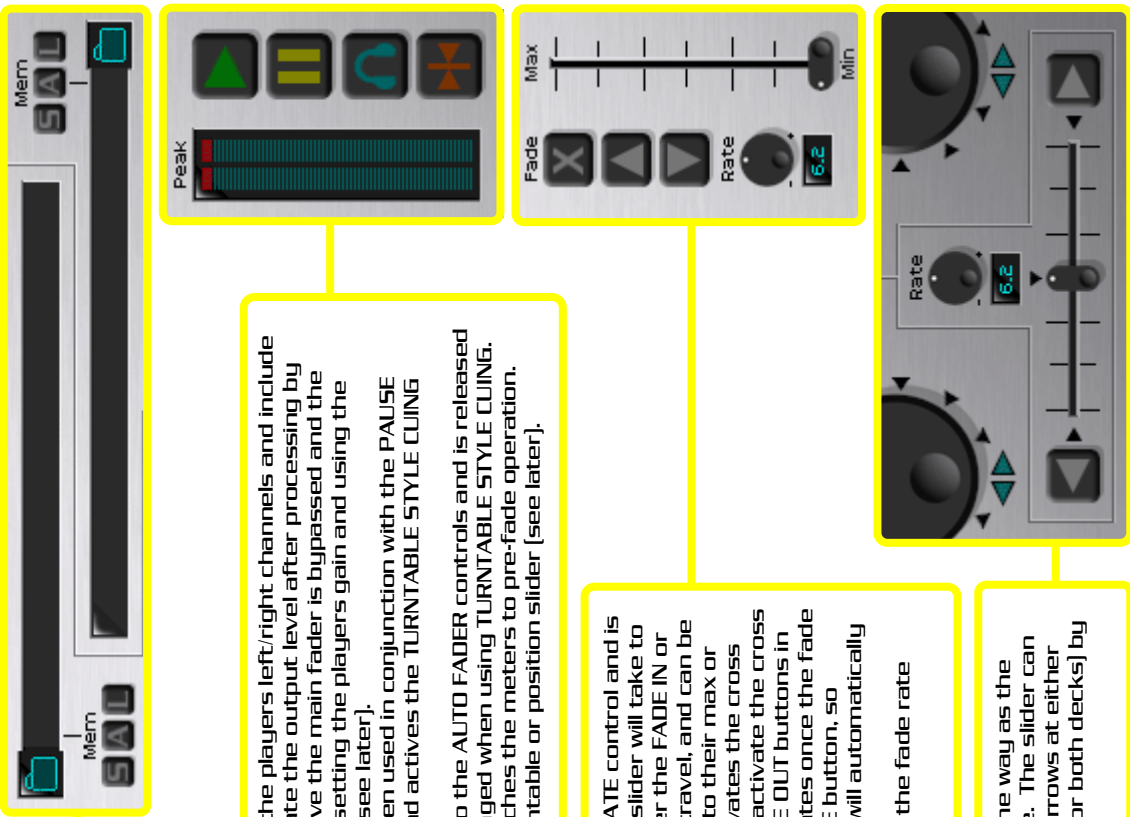 Mem
S A L
Mem
S A L
Peak
the players left/right channels and include
ate the output level after processing by
ve the main fader is bypassed and the
setting the players gain and using the
see later).
en used in conjunction with the PAUSE
nd actives the TURNTABLE STYLE CUING
o the AUTO FADER controls and is released
ged when using TURNTABLE STYLE CUING.
ches the meters to pre-fade operation.
ntable or position slider (see later).
Fade Max
X
Rate
- +
6.2
Min
ATE control and is
slider will take to
er the FADE IN or
travel, and can be
to their max or
vates the cross
activate the cross
E OUT buttons in
ates once the fade
E button, so
will automatically
the fade rate
Rate
- +
6.2
ne way as the
e. The slider can
rrows at either
or both decks) by